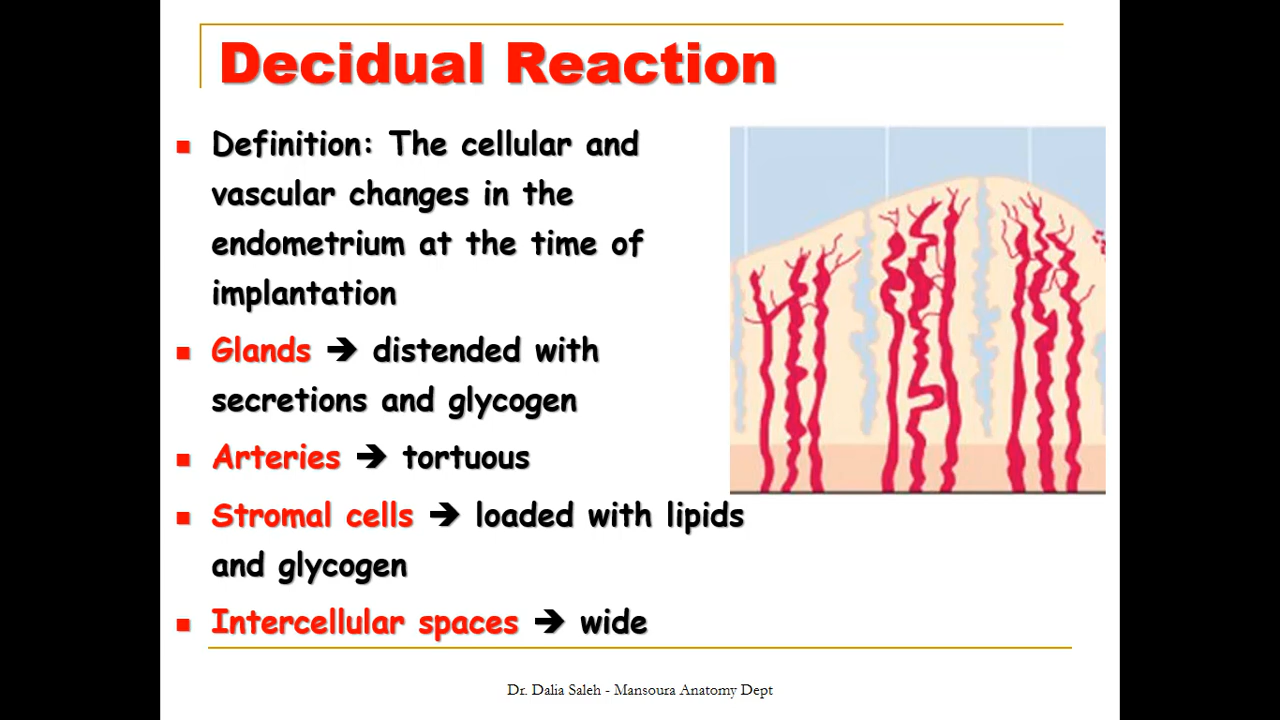 Decidual Reaction
Definition: The cellular and
vascular changes in the
endometrium at the time of
implantation
Glands ➔ distended with
secretions and glycogen
Arteries ➔ tortuous
Stromal cells ➔ loaded with lipids
and glycogen
Intercellular spaces ➔ wide
Dr. Dalia Saleh - Mansoura Anatomy Dept